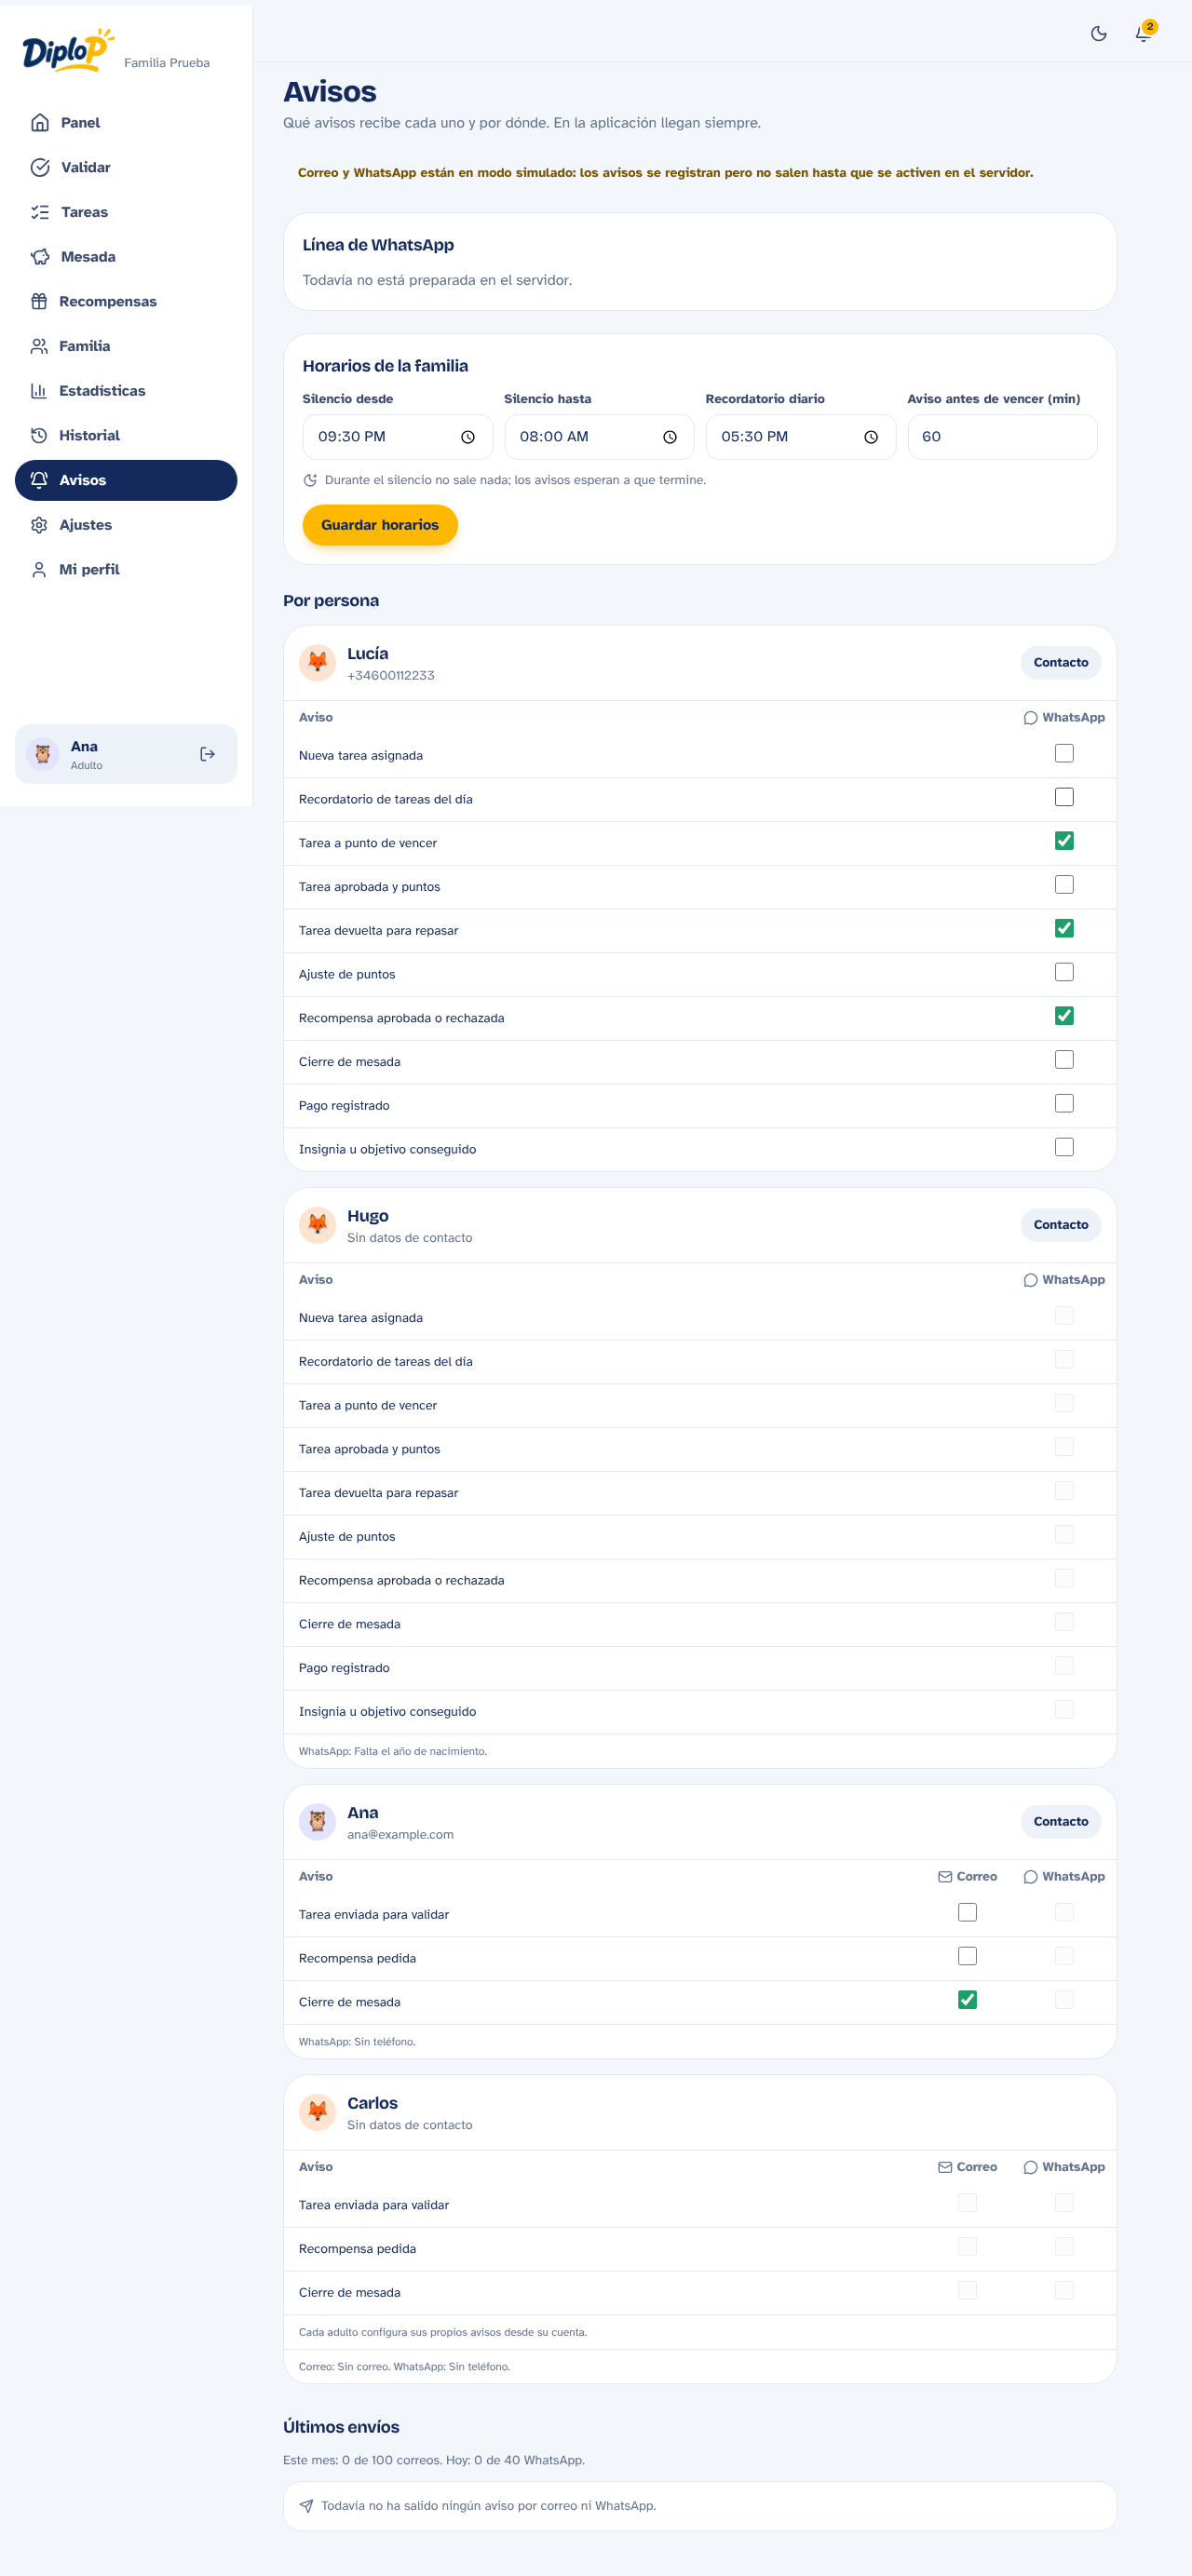 DiploP
Familia Prueba
2
Panel
Validar
Tareas
Mesada
Recompensas
Familia
Estadísticas
Historial
Avisos
Ajustes
Mi perfil
Ana
Adulto
Avisos
Qué avisos recibe cada uno y por dónde. En la aplicación llegan siempre.
Correo y WhatsApp están en modo simulado: los avisos se registran pero no salen hasta que se activen en el servidor.
Línea de WhatsApp
Todavía no está preparada en el servidor.
Horarios de la familia
Silencio desde Silencio hasta Recordatorio diario Aviso antes de vencer (min)
09:30 PM 08:00 AM 05:30 PM 60
Durante el silencio no sale nada; los avisos esperan a que termine.
Guardar horarios
Por persona
Lucía
+34600112233
Contacto
Aviso WhatsApp
Nueva tarea asignada
Recordatorio de tareas del día
Tarea a punto de vencer
Tarea aprobada y puntos
Tarea devuelta para repasar
Ajuste de puntos
Recompensa aprobada o rechazada
Cierre de mesada
Pago registrado
Insignia u objetivo conseguido
Hugo
Sin datos de contacto
Contacto
Aviso WhatsApp
Nueva tarea asignada
Recordatorio de tareas del día
Tarea a punto de vencer
Tarea aprobada y puntos
Tarea devuelta para repasar
Ajuste de puntos
Recompensa aprobada o rechazada
Cierre de mesada
Pago registrado
Insignia u objetivo conseguido
WhatsApp: Falta el año de nacimiento.
Ana
ana@example.com
Contacto
Aviso Correo WhatsApp
Tarea enviada para validar
Recompensa pedida
Cierre de mesada
WhatsApp: Sin teléfono.
Carlos
Sin datos de contacto
Aviso Correo WhatsApp
Tarea enviada para validar
Recompensa pedida
Cierre de mesada
Cada adulto configura sus propios avisos desde su cuenta.
Correo: Sin correo. WhatsApp: Sin teléfono.
Últimos envíos
Este mes: 0 de 100 correos. Hoy: 0 de 40 WhatsApp.
Todavía no ha salido ningún aviso por correo ni WhatsApp.